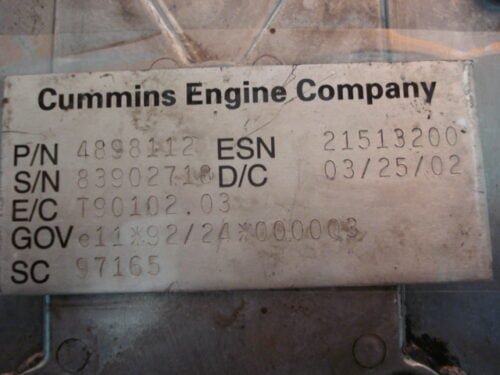 Cummins Engine Company
P/N 4898112 ESN 21513200
S/N 83902718 D/C 03/25/02
E/C T90102.03
GOV e11*92/24*000003
SC 97165